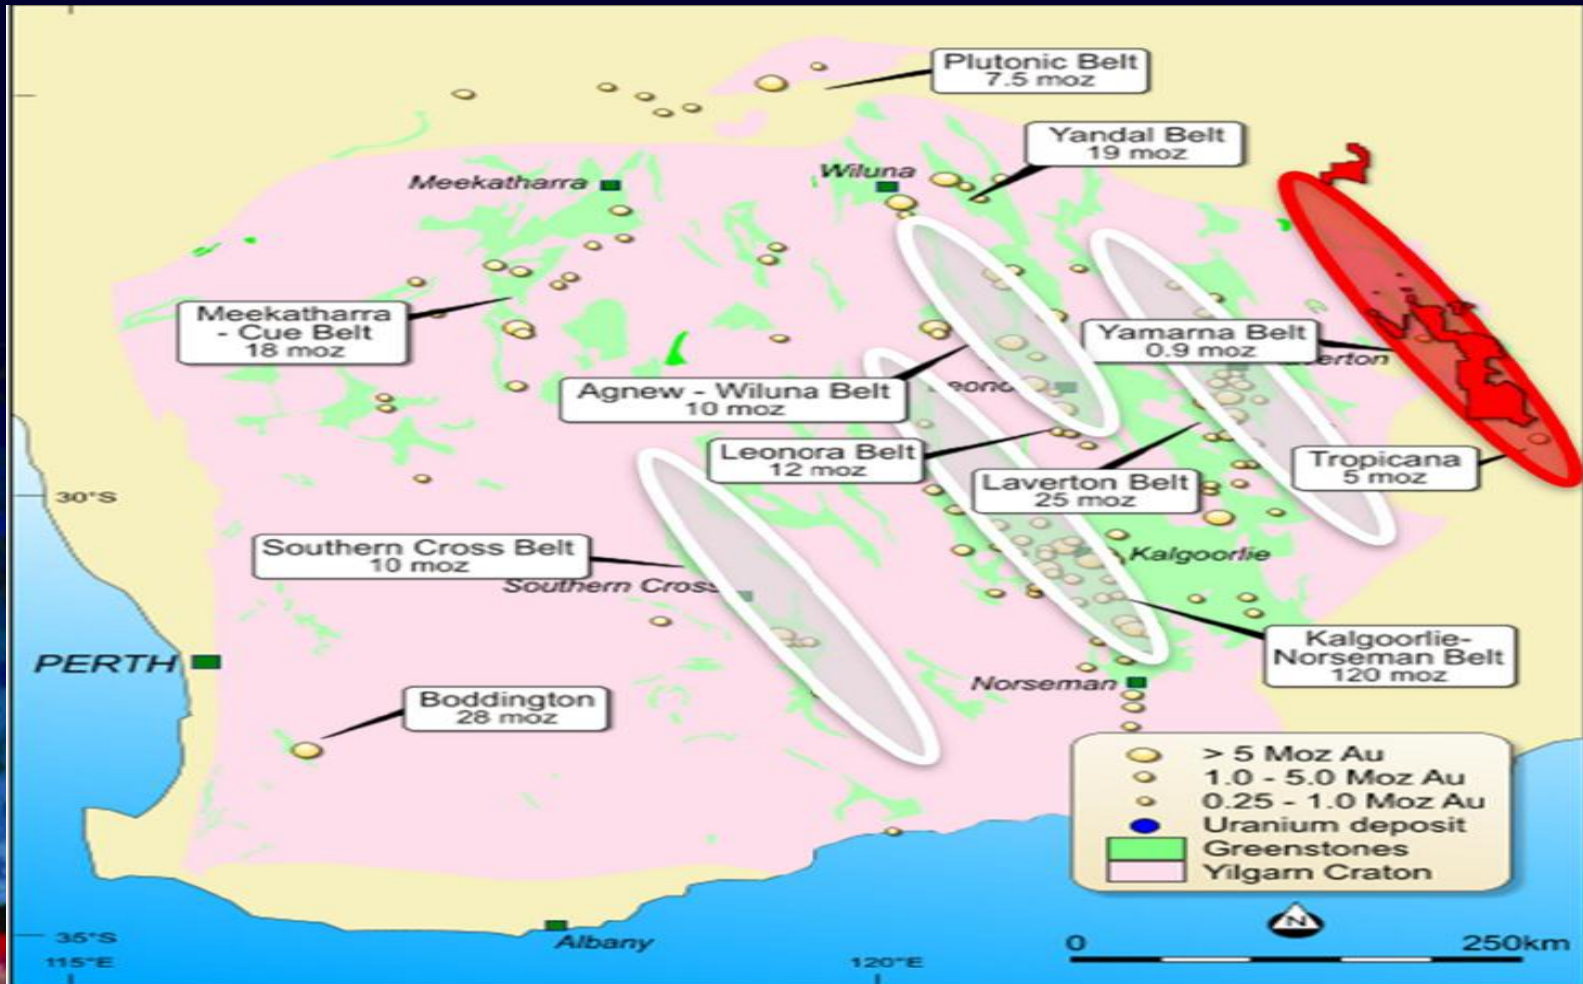 Plutonic Belt
7.5 moz
Yandal Belt
19 moz
Wiluna
Meekatharra
Meekatharra
- Cue Belt
18 moz
Yamarna Belt
0.9 moz
Agnew - Wiluna Belt
10 moz
Leonora Belt
12 moz
Laverton Belt
25 moz
Tropicana
5 moz
30°S
Southern Cross Belt
10 moz
Southern Cross
Kalgoorlie
Kalgoorlie-
Norseman Belt
120 moz
PERTH
Norseman
Boddington
28 moz
> 5 Moz Au
1.0 - 5.0 Moz Au
0.25 - 1.0 Moz Au
Uranium deposit
Greenstones
Yilgarn Craton
N
0 250km
Albany
35°S
115°E
120°E